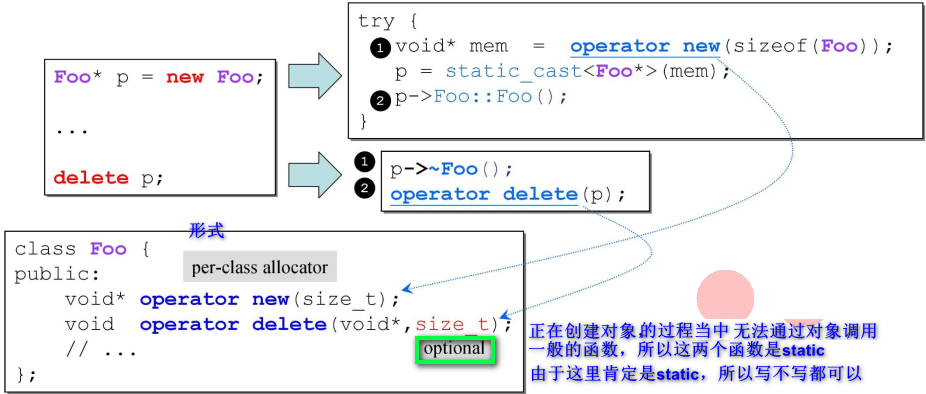 try {
❶ void* mem = operator new(sizeof(Foo));
p = static_cast<Foo*>(mem);
❷ p->Foo::Foo();
}
Foo* p = new Foo;
...
delete p;
❶ p->~Foo();
❷ operator delete(p);
形式
class Foo {
per-class allocator
public:
void* operator new(size_t);
void operator delete(void*,size_t);
// ...
optional
};
正在创建对象,的过程当中 无法通过对象调用
一般的函数，所以这两个函数是static
由于这里肯定是static，所以写不写都可以